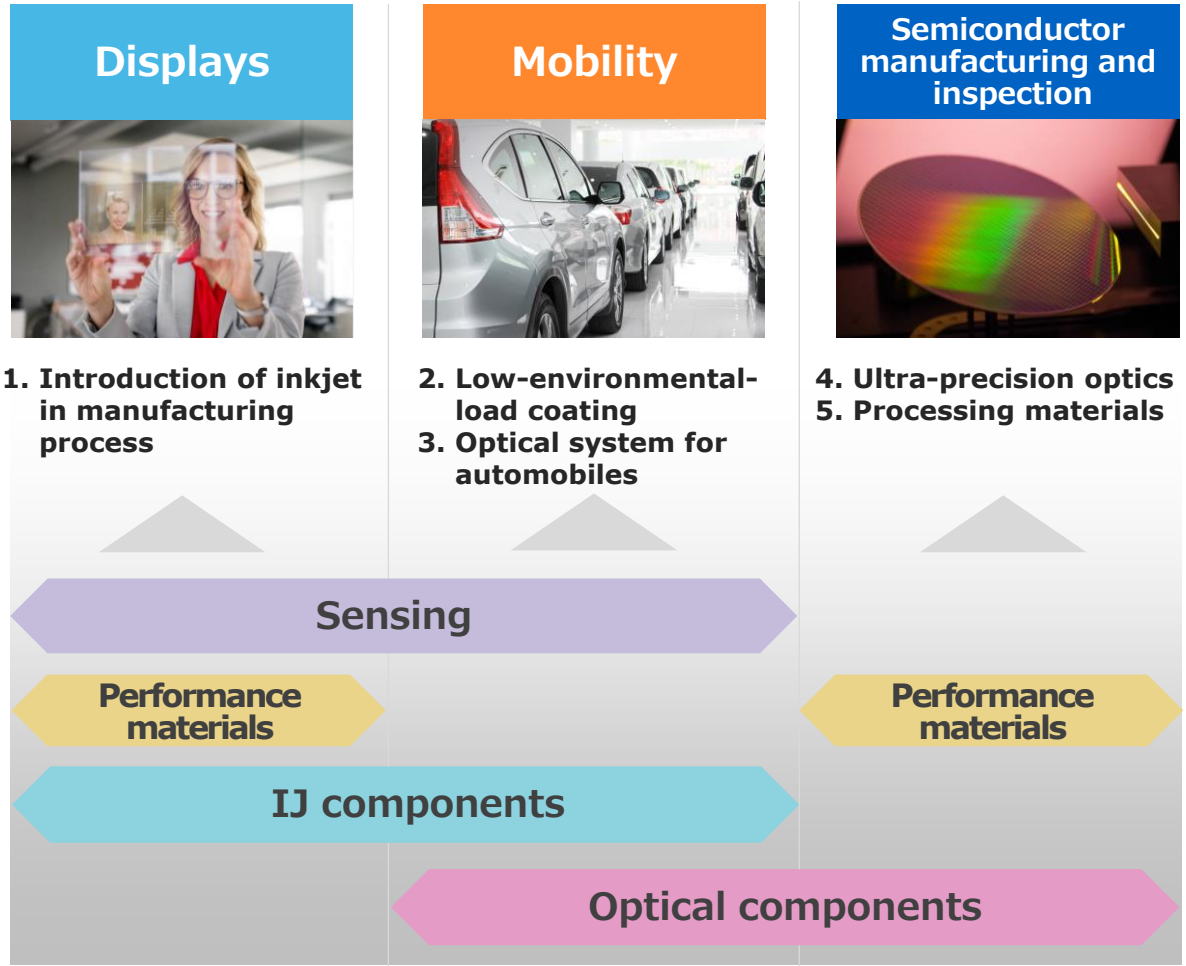 Displays
Mobility
Semiconductor
manufacturing and
inspection
1. Introduction of inkjet
in manufacturing
process
2. Low-environmental-
load coating
3. Optical system for
automobiles
4. Ultra-precision optics
5. Processing materials
Sensing
Performance
materials
Performance
materials
IJ components
Optical components